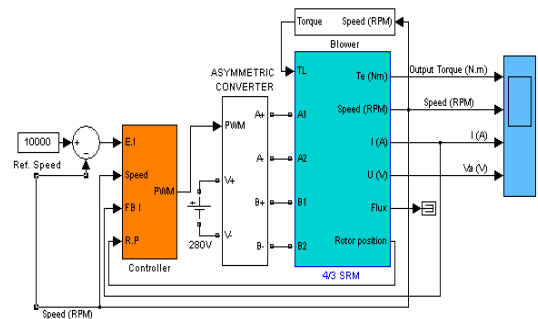 Torque Speed (RPM)
Blower
ASYMMETRIC
CONVERTER
TL
Te (Nm)
Output Torque (N.m)
10000
Ref. Speed
E.I
Speed
FB I
R.P
PWM
Controller
PWM
V+
V-
A+
A-
B+
B-
280V
A1
A2
B1
B2
Speed (RPM)
I (A)
U (V)
Flux
Rotor position
4/3 SRM
Speed (RPM)
I (A)
Va (V)
Speed (RPM)